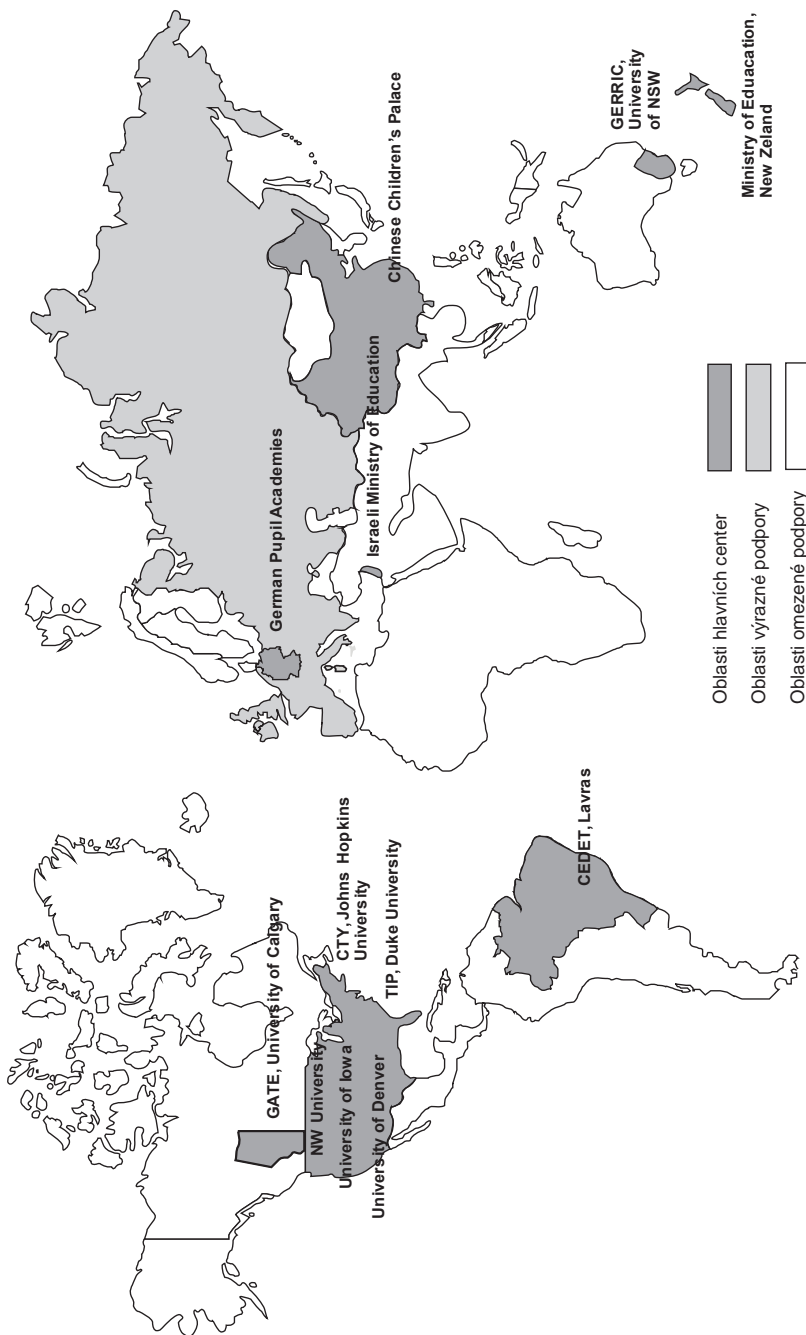 GATE, University of Calgary
NW University
University of Iowa
University of Denver
CTY, Johns Hopkins
University
TIP, Duke University
CEDET, Lavras
German Pupil Academies
Israeli Ministry of Education
Chinese Children's Palace
GERRIC,
University
of NSW
Ministry of Eduacation,
New Zeland
Oblasti hlavních center
Oblasti výrazné podpory
Oblasti omezené podpory